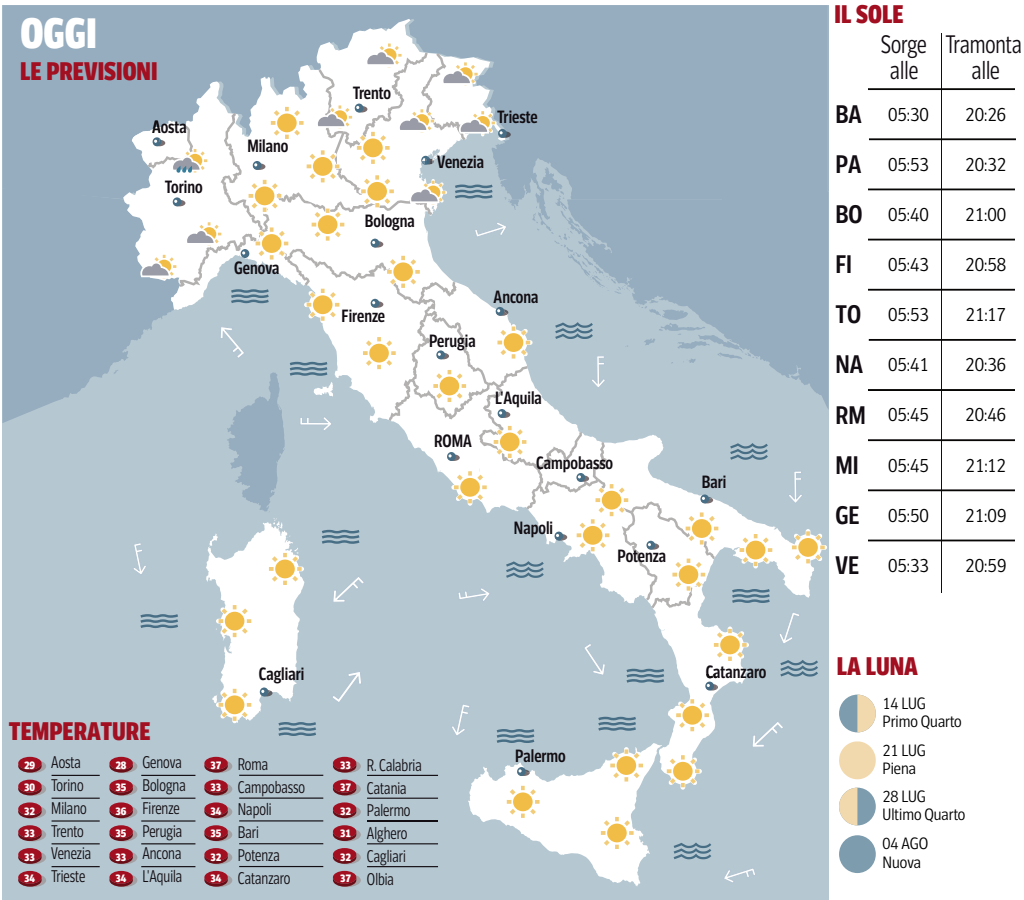 OGGI
LE PREVISIONI
Trento
Trieste
Aosta
Milano
Venezia
Torino
Bologna
Genova
Ancona
Firenze
Perugia
L'Aquila
ROMA
Campobasso
Bari
Napoli
Potenza
Cagliari
Catanzaro
Palermo
TEMPERATURE
29 Aosta
30 Torino
32 Milano
33 Trento
33 Venezia
34 Trieste
28 Genova
35 Bologna
36 Firenze
35 Perugia
33 Ancona
34 L'Aquila
37 Roma
33 Campobasso
34 Napoli
35 Bari
32 Potenza
34 Catanzaro
33 R. Calabria
37 Catania
32 Palermo
31 Alghero
32 Cagliari
37 Olbia
IL SOLE
Sorge Tramonta
alle alle
BA 05:30 20:26
PA 05:53 20:32
BO 05:40 21:00
FI 05:43 20:58
TO 05:53 21:17
NA 05:41 20:36
RM 05:45 20:46
MI 05:45 21:12
GE 05:50 21:09
VE 05:33 20:59
LA LUNA
14 LUG
Primo Quarto
21 LUG
Piena
28 LUG
Ultimo Quarto
04 AGO
Nuova